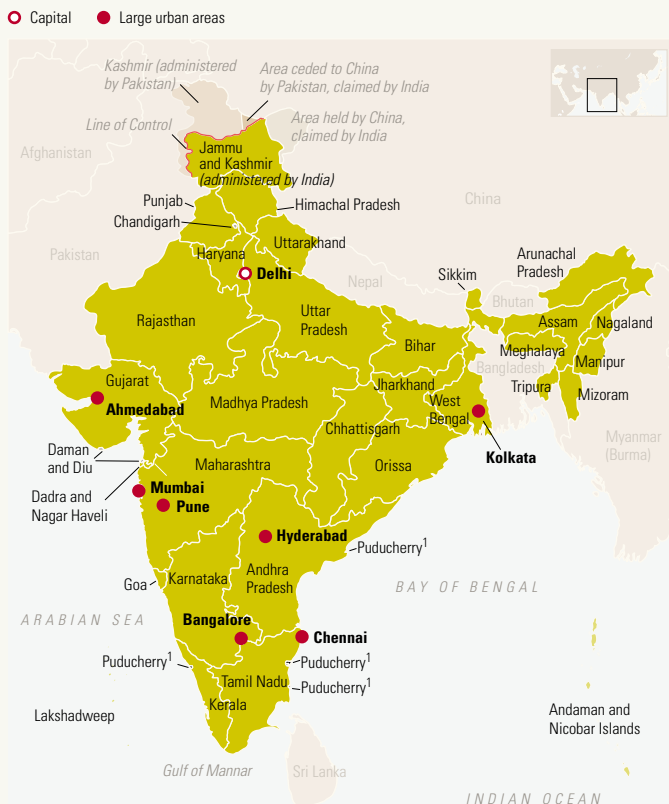 Capital
Large urban areas
Kashmir (administered
by Pakistan)
Area ceded to China
by Pakistan, claimed by India
Area held by China,
claimed by India
Line of Control
Afghanistan
Jammu
and Kashmir
(administered by India)
Punjab
Himachal Pradesh
China
Chandigarh
Uttarakhand
Haryana
Pakistan
Delhi
Nepal
Sikkim
Arunachal
Pradesh
Bhutan
Rajasthan
Uttar
Pradesh
Assam
Nagaland
Bihar
Meghalaya
Bangladesh
Manipur
Gujarat
Ahmedabad
Madhya Pradesh
Jharkhand
West
Bengal
Tripura
Mizoram
Chhattisgarh
Myanmar
(Burma)
Daman
and Diu
Maharashtra
Orissa
Kolkata
Dadra and
Nagar Haveli
Mumbai
Pune
Hyderabad
Puducherry1
Goa
Karnataka
Andhra
Pradesh
BAY OF BENGAL
ARABIAN SEA
Bangalore
Chennai
Puducherry1
Puducherry1
Tamil Nadu
Puducherry1
Kerala
Lakshadweep
Andaman and
Nicobar Islands
Gulf of Mannar
Sri Lanka
INDIAN OCEAN